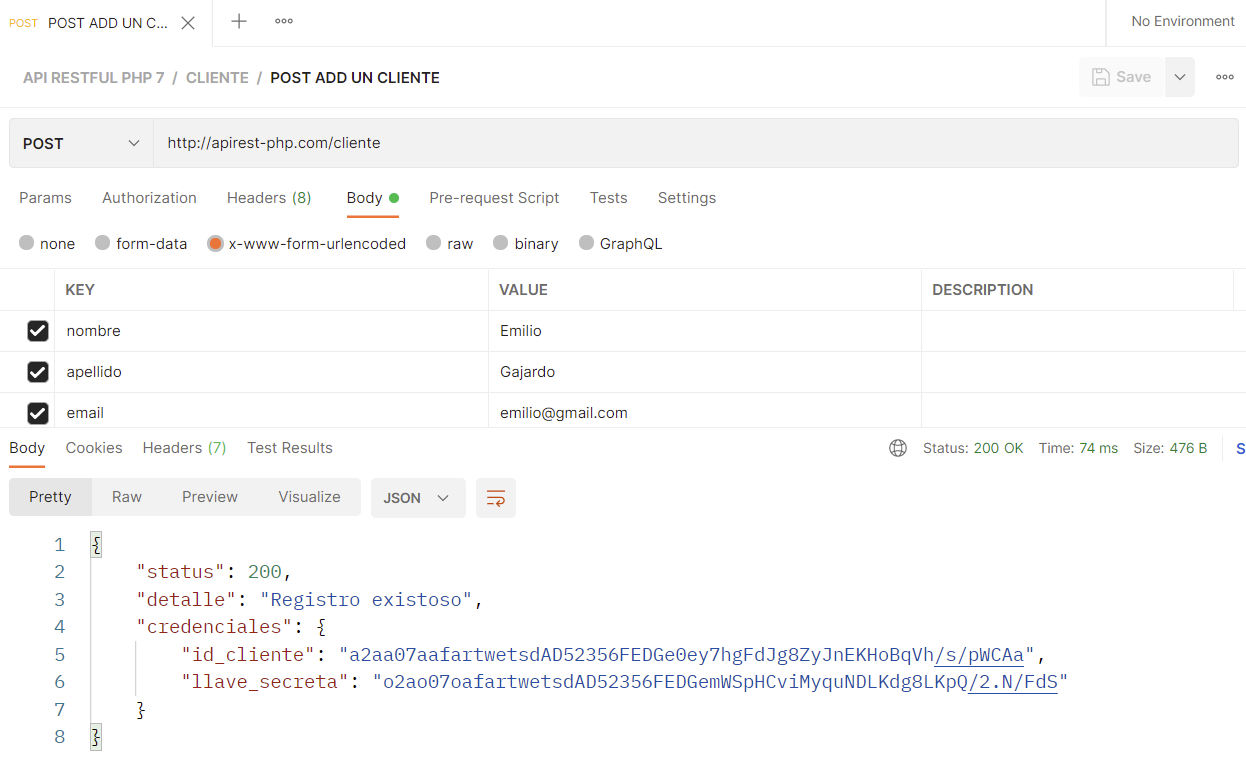 POST POST ADD UN C...
No Environment
API RESTFUL PHP 7 / CLIENTE / POST ADD UN CLIENTE
Save
POST http://apirest-php.com/cliente
Params Authorization Headers (8) Body Pre-request Script Tests Settings
none form-data x-www-form-urlencoded raw binary GraphQL
KEY VALUE DESCRIPTION
nombre Emilio
apellido Gajardo
email emilio@gmail.com
Body Cookies Headers (7) Test Results Status: 200 OK Time: 74 ms Size: 476 B S
Pretty Raw Preview Visualize JSON
1 {
2 "status": 200,
3 "detalle": "Registro existoso",
4 "credenciales": {
5 "id_cliente": "a2aa07aafartwetsdAD52356FEDGe0ey7hgFdJg8ZyJnEKHoBqVh/s/pWCAa",
6 "llave_secreta": "o2ao07oafartwetsdAD52356FEDGemWSpHCviMyquNDLKdg8LKpQ/2.N/FdS"
7 }
8 }